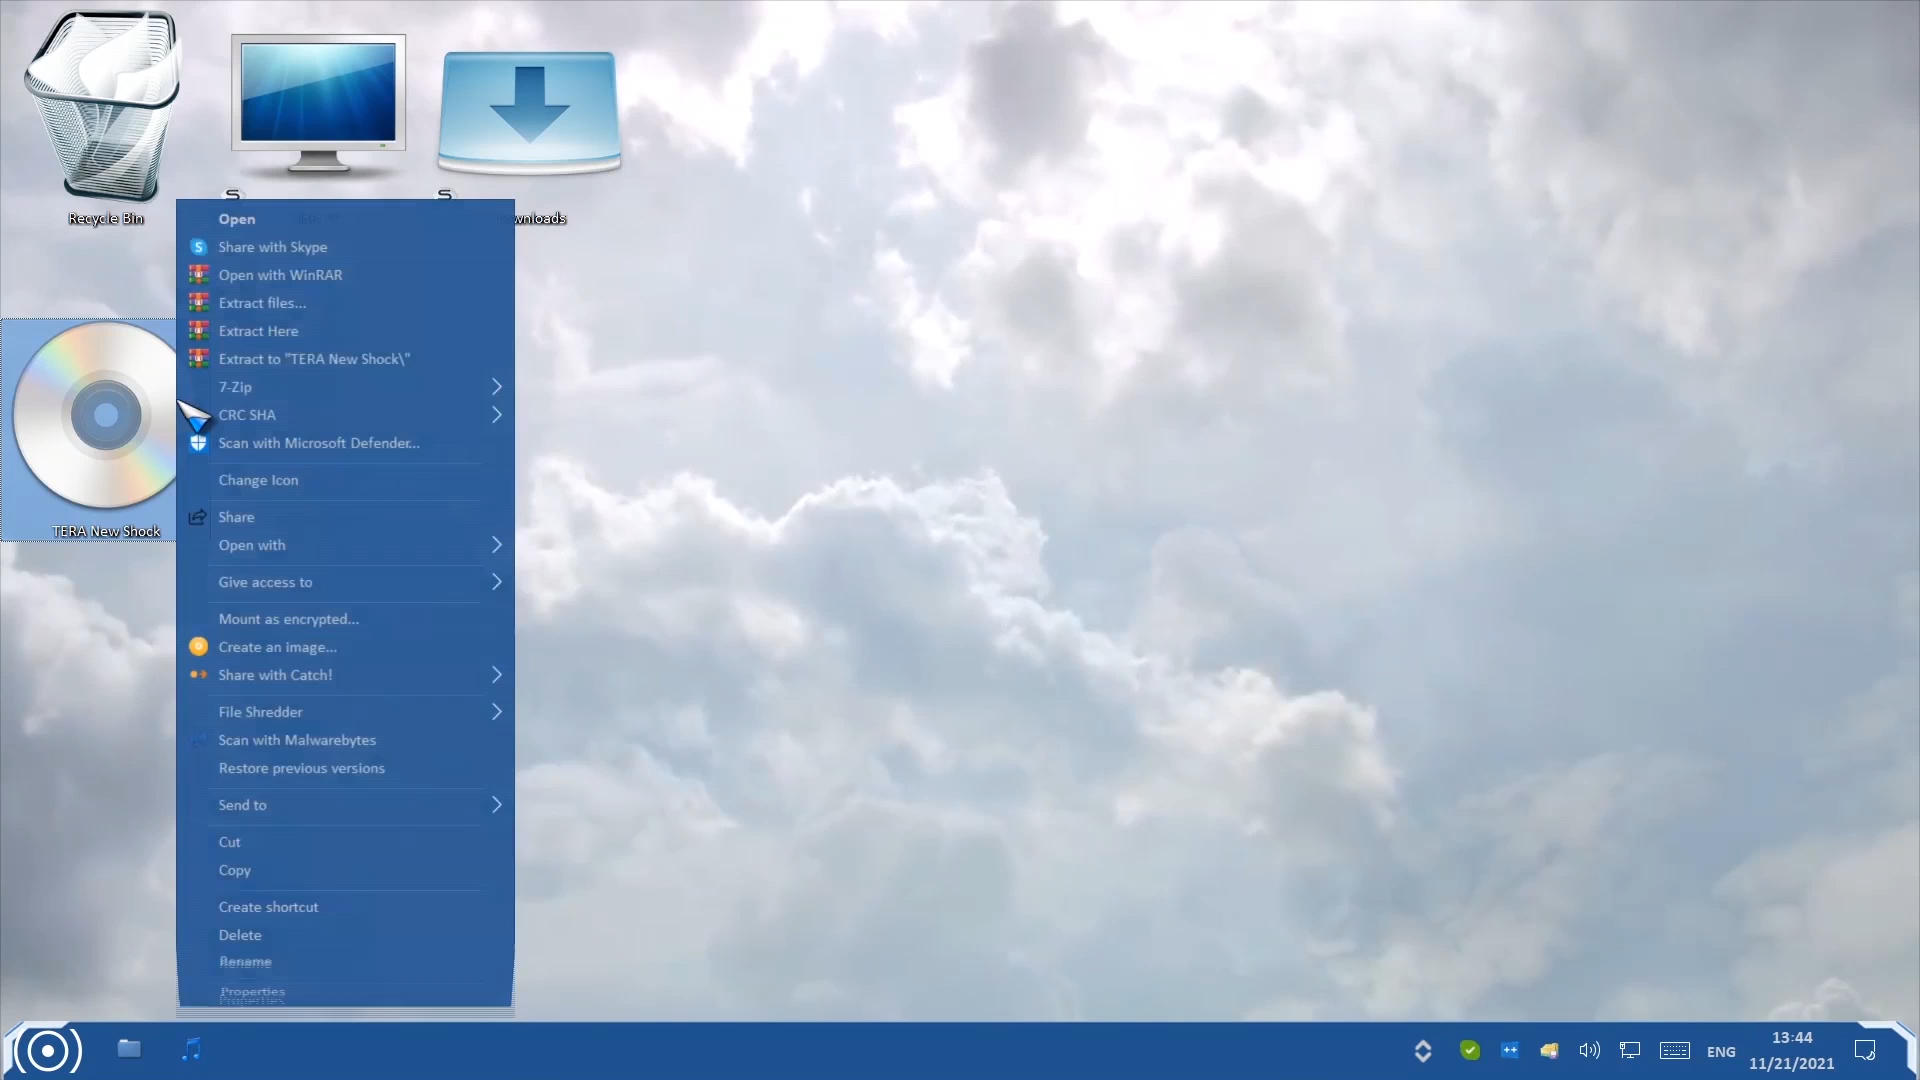 Recycle Bin
wnloads
TERA New Shock
Open
Share with Skype
Open with WinRAR
Extract files...
Extract Here
Extract to "TERA New Shock\"
7-Zip
CRC SHA
Scan with Microsoft Defender...
Change Icon
Share
Open with
Give access to
Mount as encrypted...
Create an image...
Share with Catch!
File Shredder
Scan with Malwarebytes
Restore previous versions
Send to
Cut
Copy
Create shortcut
Delete
Rename
Properties
ENG
13:44
11/21/2021